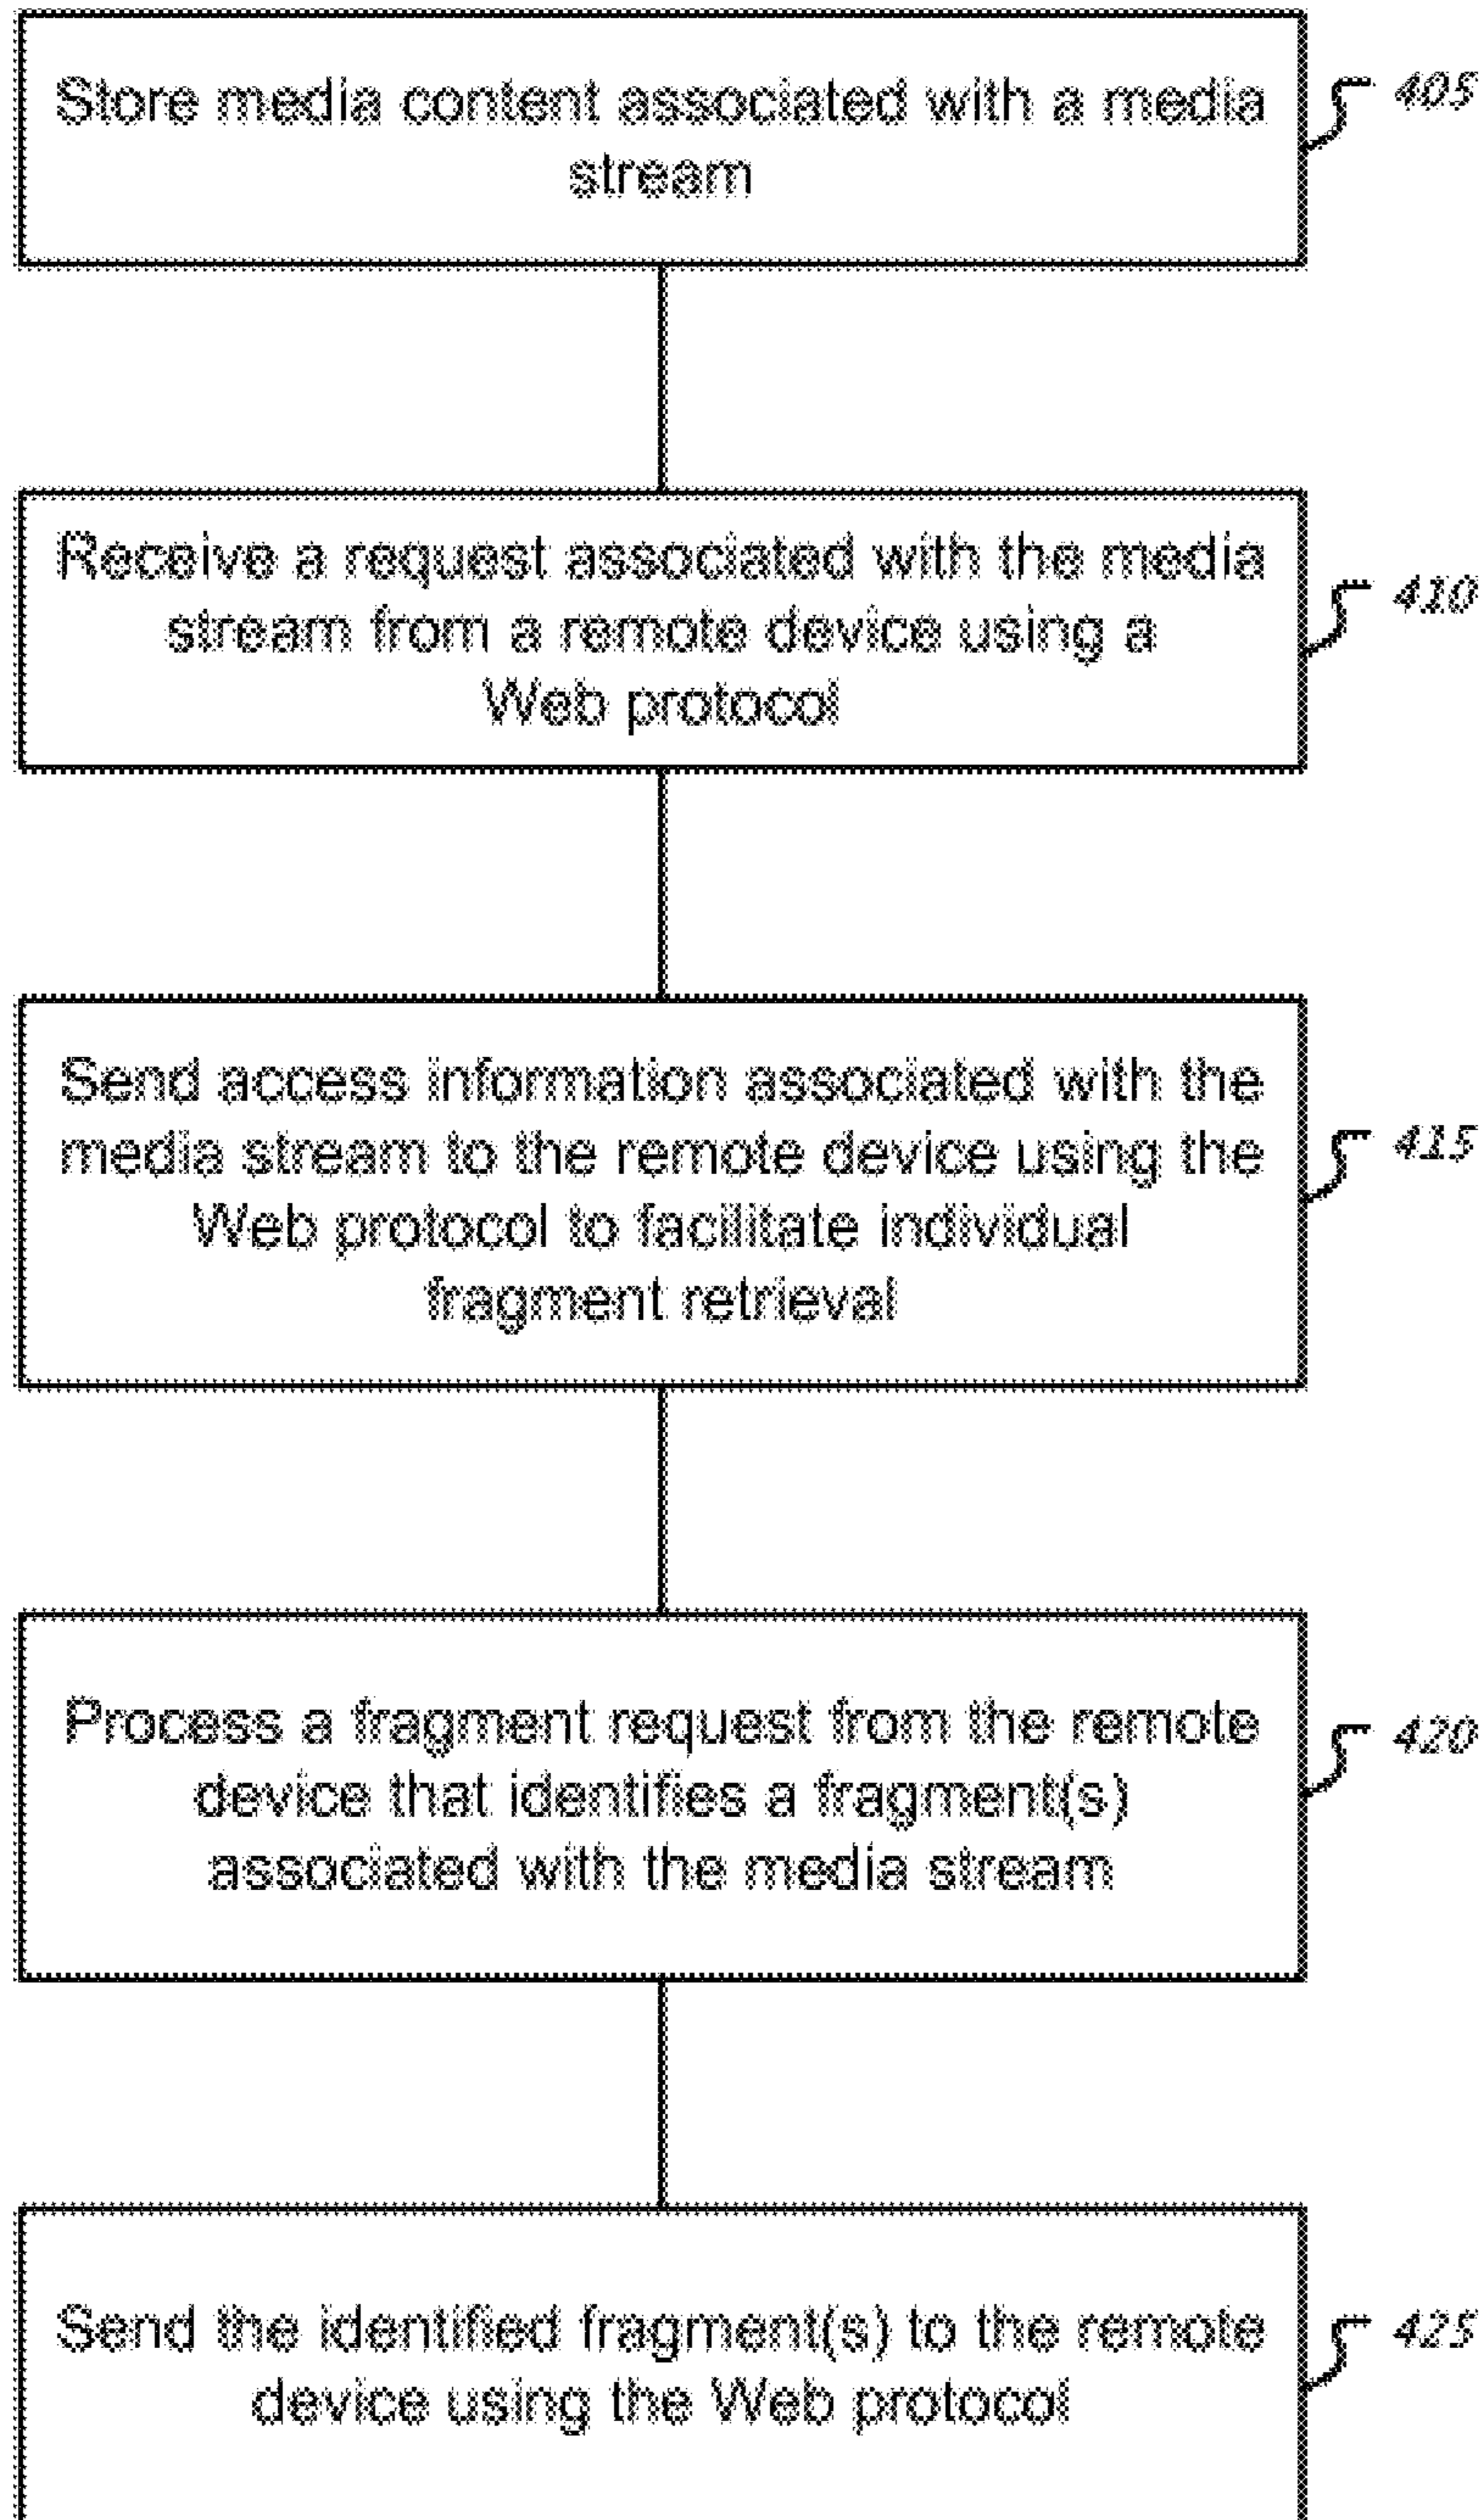 Store media content associated with a media
stream
405
Receive a request associated with the media
stream from a remote device using a
Web protocol
410
Send access information associated with the
media stream to the remote device using the
Web protocol to facilitate individual
fragment retrieval
415
Process a fragment request from the remote
device that identifies a fragment(s)
associated with the media stream
420
Send the identified fragment(s) to the remote
device using the Web protocol
425